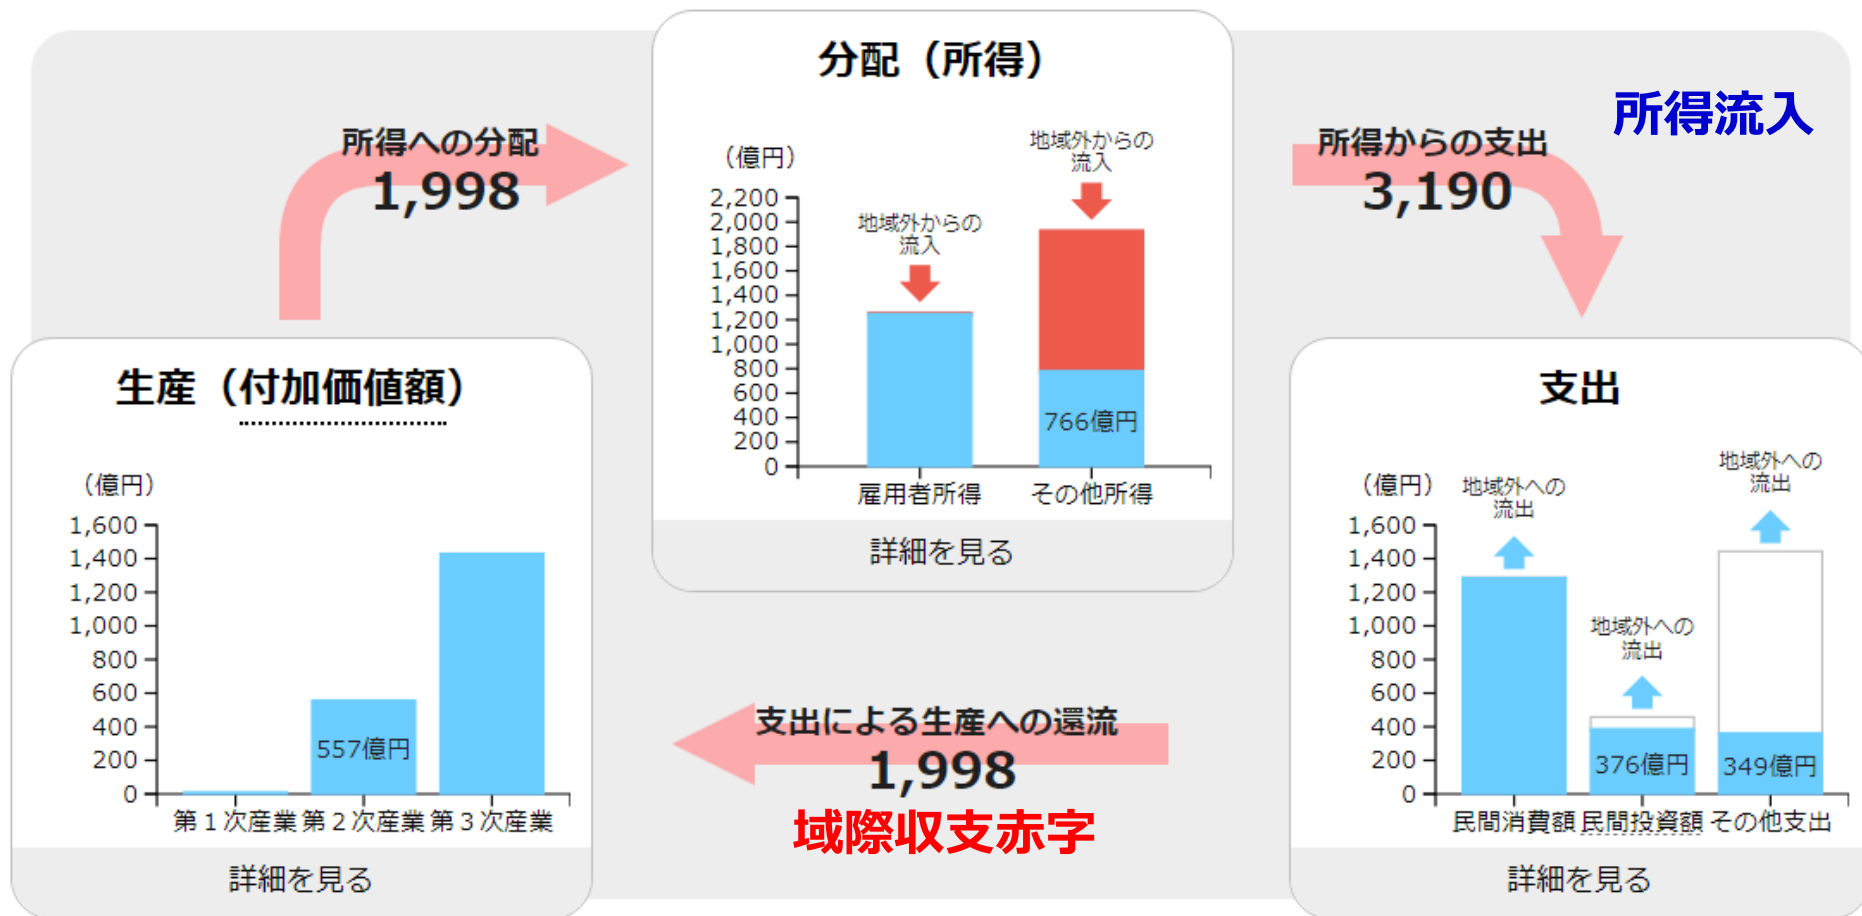 分配（所得）
所得流入
所得への分配
1,998
所得からの支出
3,190
（億円）
地域外からの
流入
地域外からの
流入
2,200
2,000
1,800
1,600
1,400
1,200
1,000
800
600
400
200
0
766億円
雇用者所得
その他所得
詳細を見る
生産（付加価値額）
（億円）
1,600
1,400
1,200
1,000
800
600
400
200
0
557億円
第１次産業
第２次産業
第３次産業
詳細を見る
支出による生産への還流
1,998
域際収支赤字
支出
（億円）
地域外への
流出
地域外への
流出
地域外への
流出
1,600
1,400
1,200
1,000
800
600
400
200
0
376億円
349億円
民間消費額
民間投資額
その他支出
詳細を見る